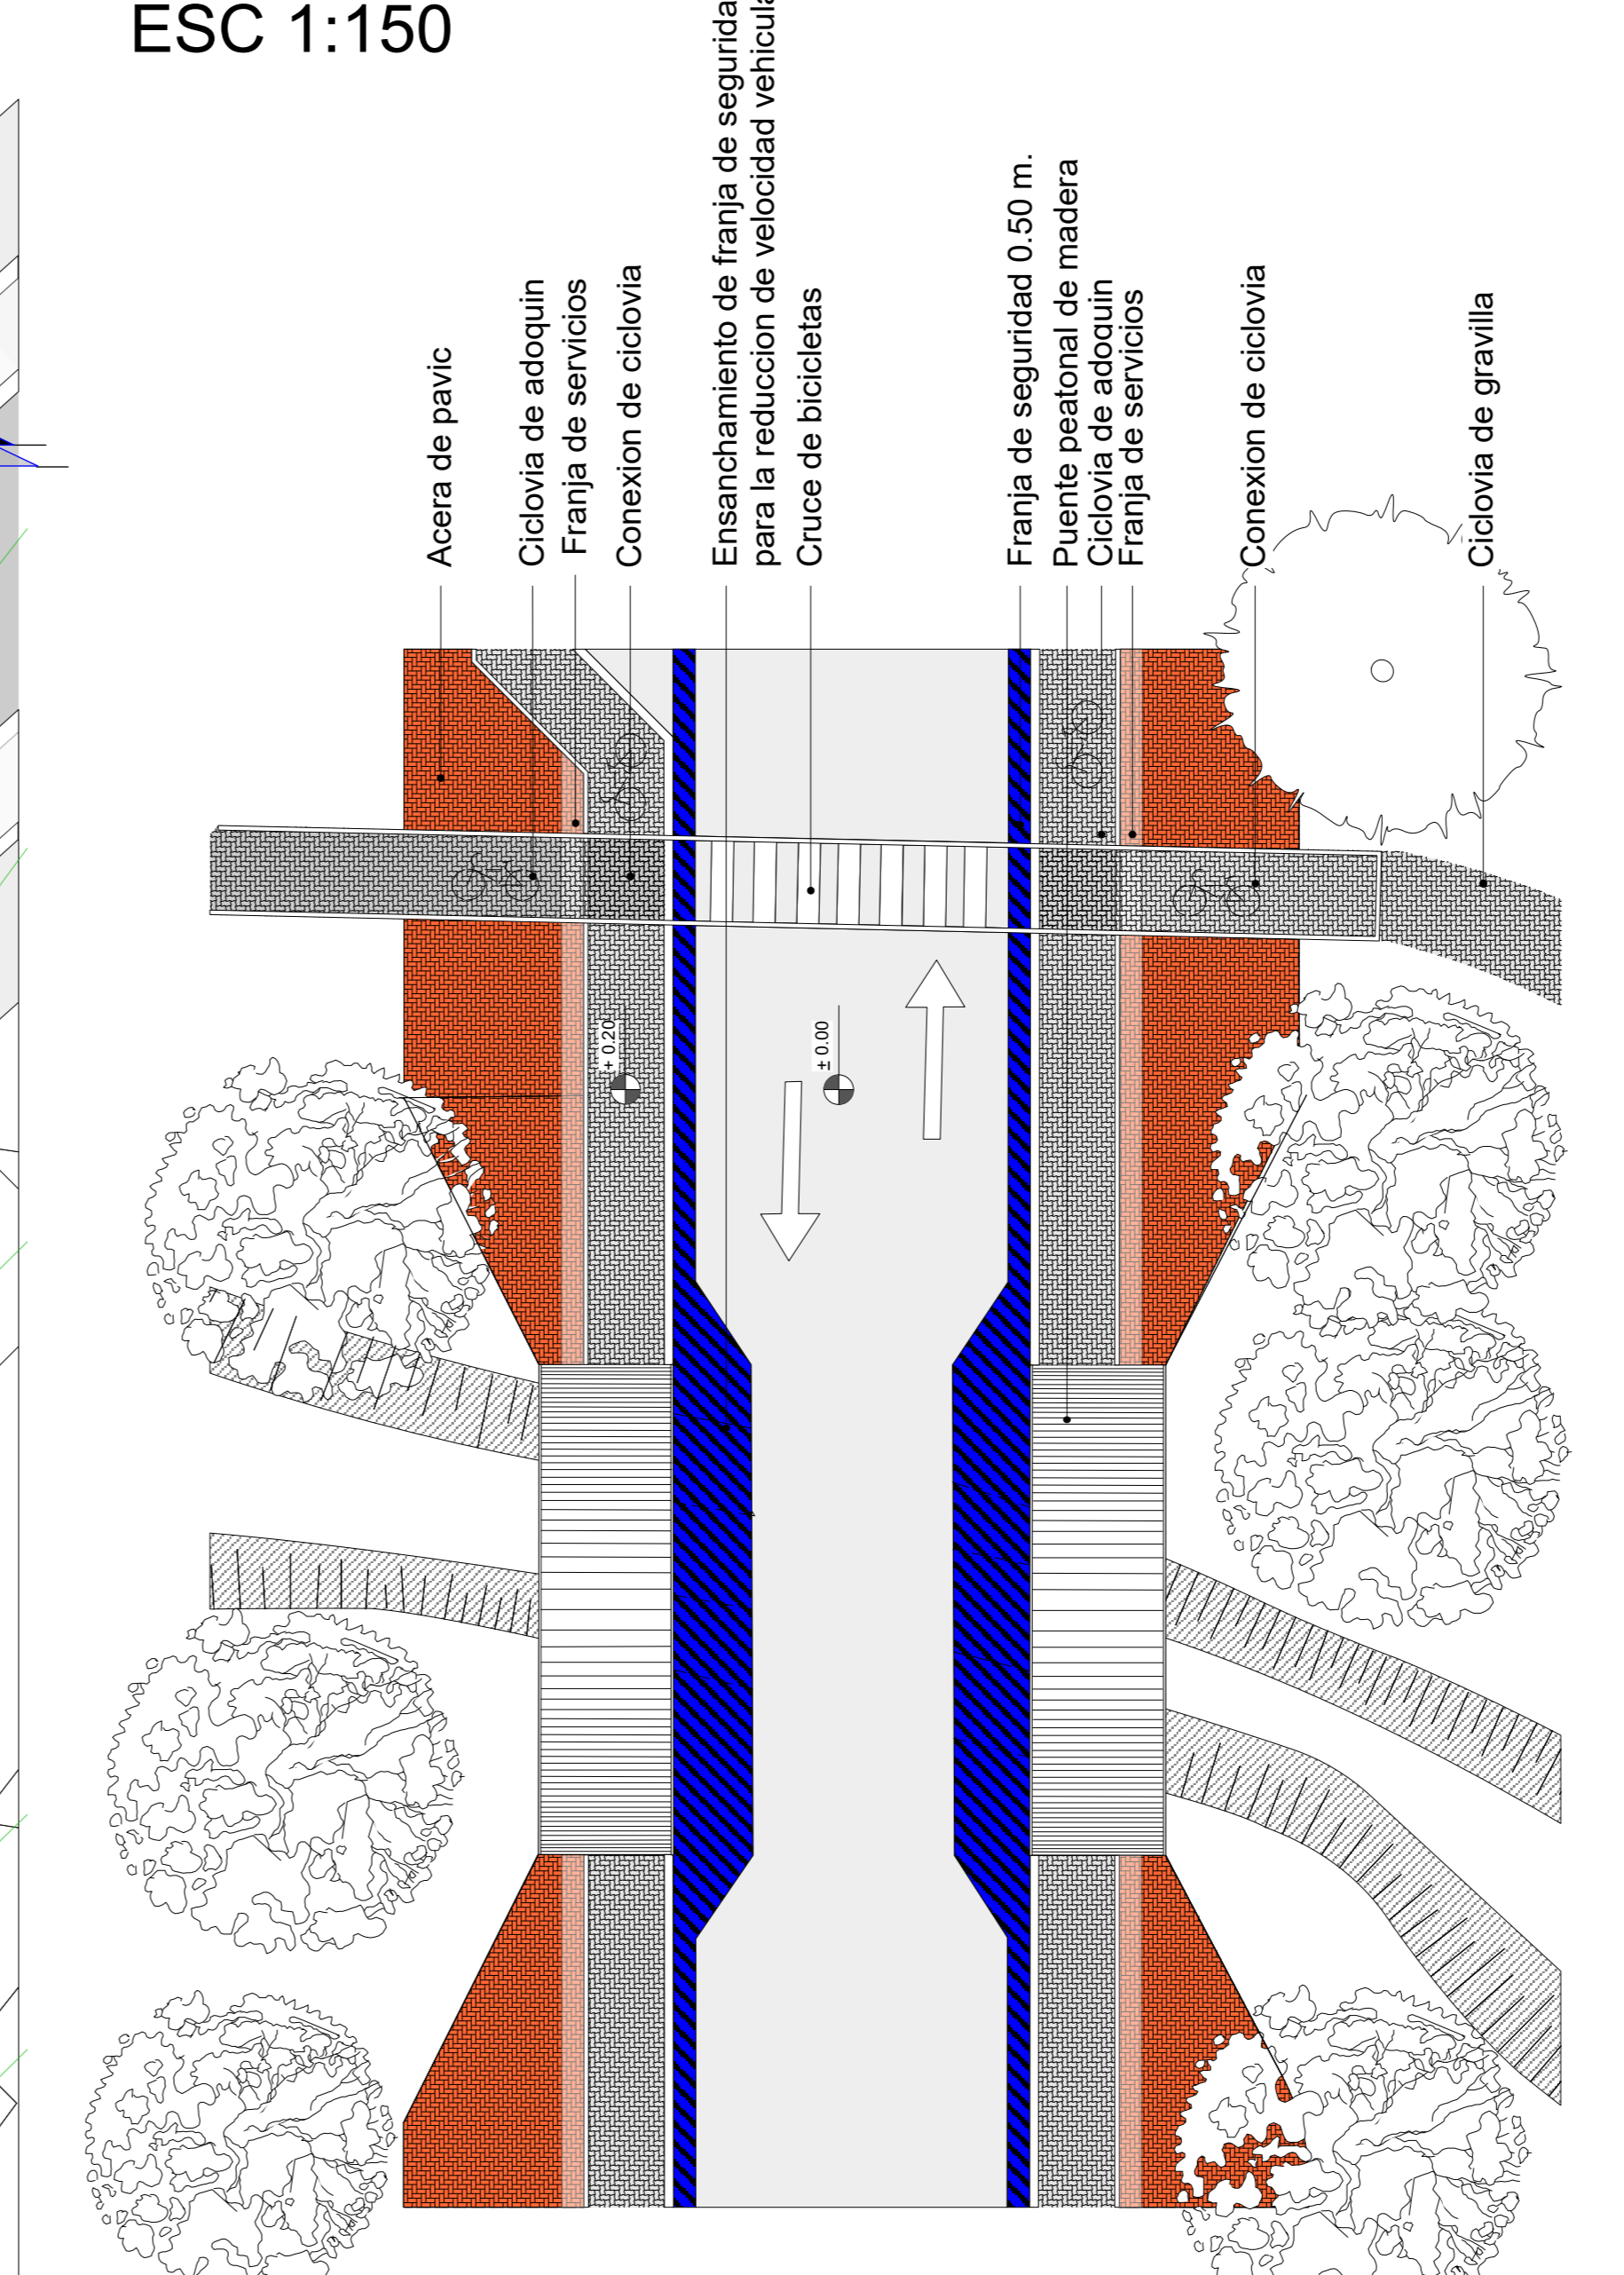 ESC 1:150
Acera de pavic
Ciclovia de adoquin
Franja de servicios
Conexion de ciclovia
Ensanchamiento de franja de
para la reduccion de velocidad
Cruce de bicicletas
Franja de seguridad 0.50 m.
Puente peatonal de madera
Ciclovia de adoquin
Franja de servicios
Conexion de ciclovia
Ciclovia de gravilla
+ 0.20
± 0.00